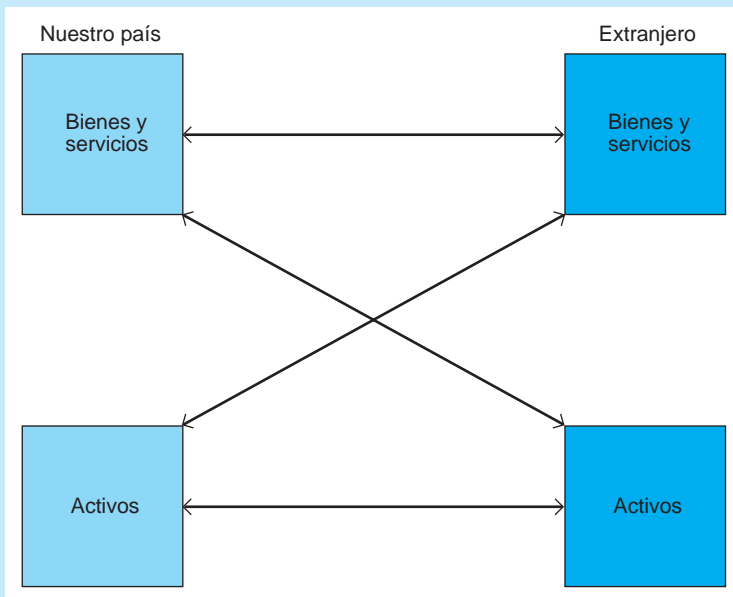 Nuestro país
Extranjero
Bienes y
servicios
Bienes y
servicios
Activos
Activos